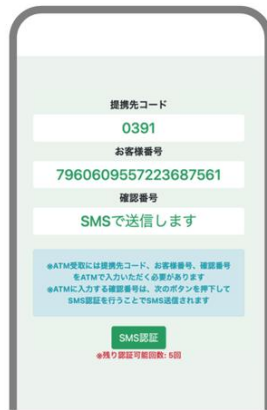 提携先コード
0391
お客様番号
7960609557223687561
確認番号
SMSで送信します
※ATM受取には提携先コード、お客様番号、確認番号
をATMで入力いただく必要があります
※ATMに入力する確認番号は、次のボタンを押下して
SMS認証を行うことでSMS送信されます
SMS認証
※残り認証可能回数: 5回